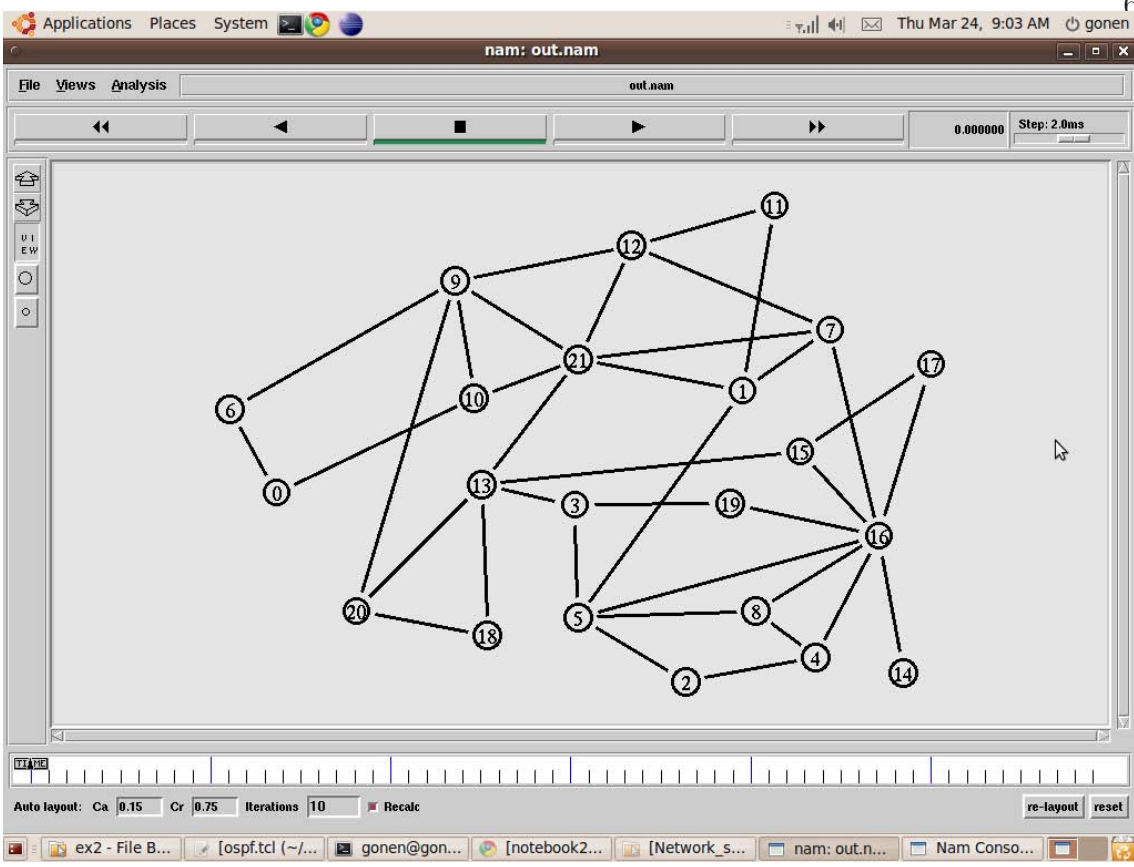 Applications Places System Thu Mar 24, 9:03 AM gonen
nam: out.nam
File Views Analysis out.nam
0.000000 Step: 2.0ms
VIEW
11
12
9
7
21
17
1
10
6
15
13
0
3
19
16
20
8
5
18
4
14
2
TIME
Auto layout: Ca 0.15 Cr 0.75 Iterations 10 Recalc re-layout reset
ex2 - File B... [ospf.tcl (~/... gonen@gon... [notebook2... [Network_s... nam: out.n... Nam Conso...